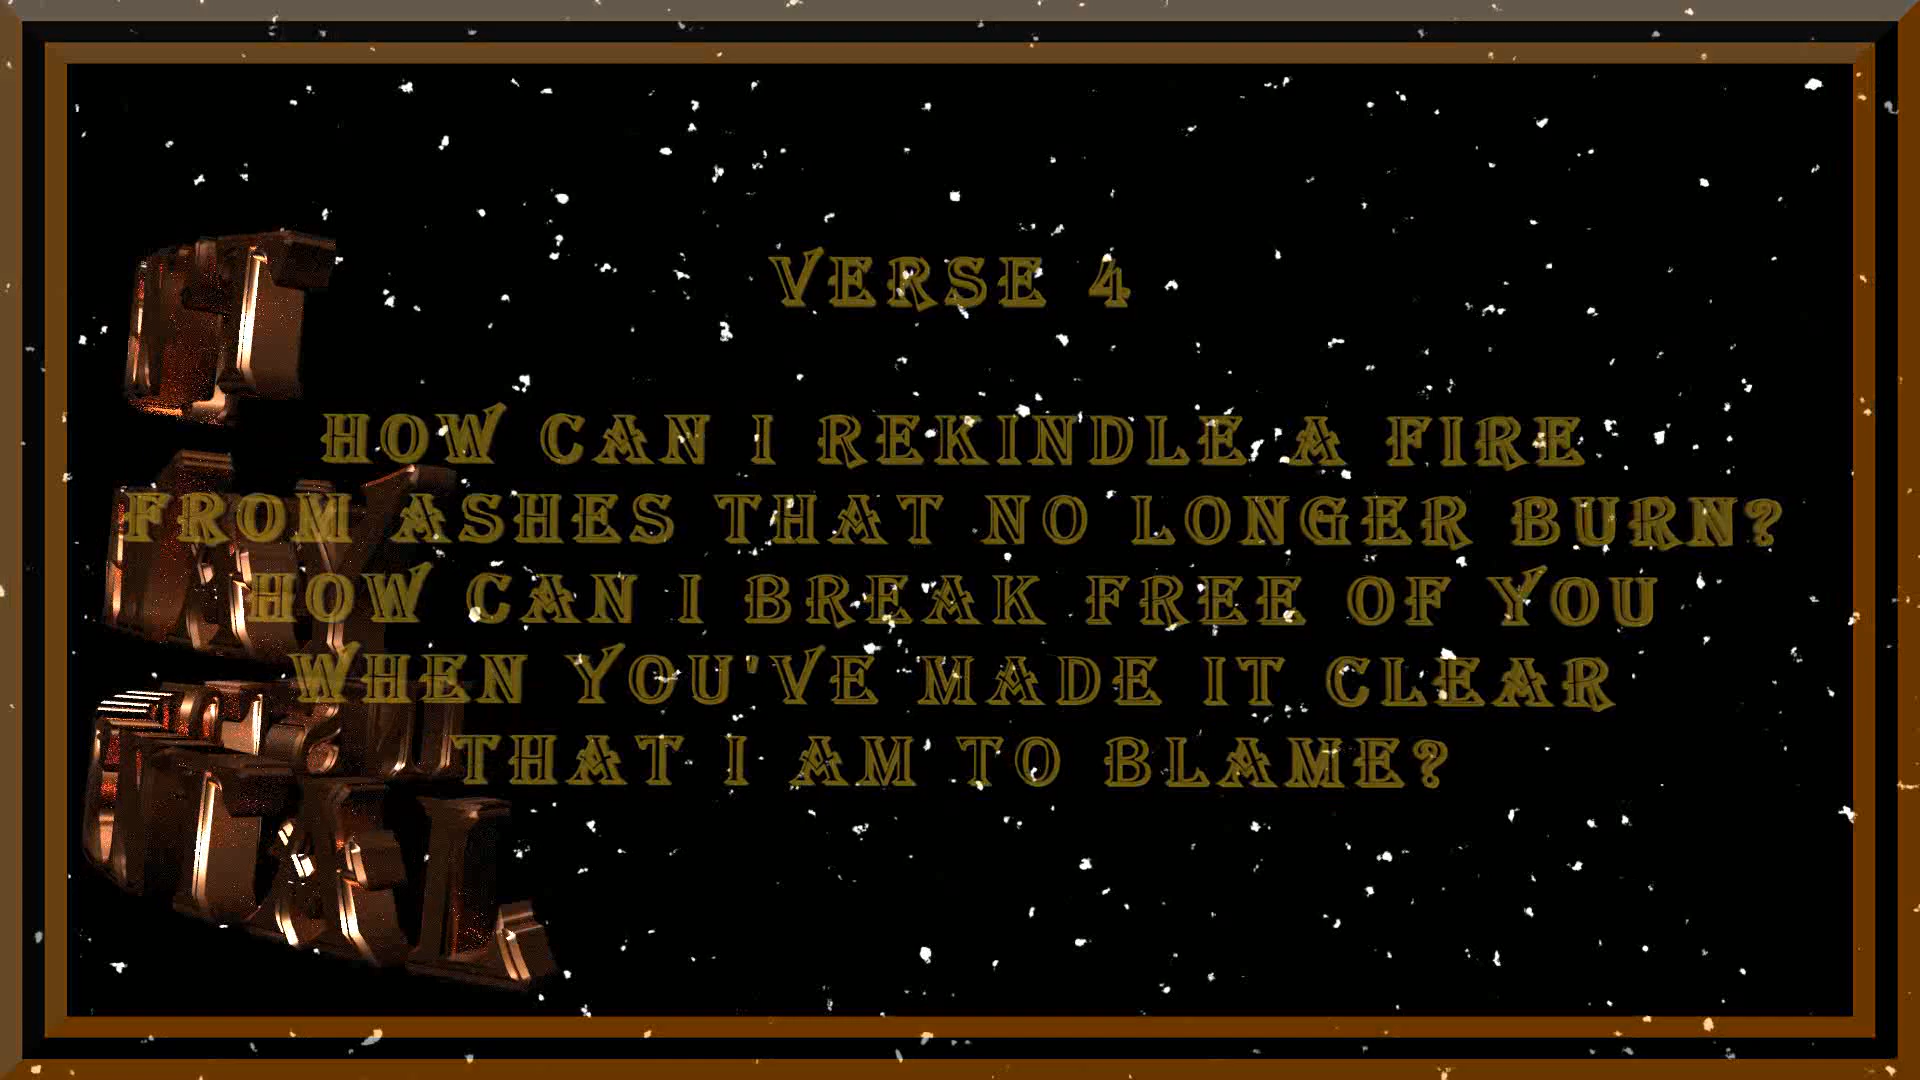 VERSE 4
HOW CAN I REKINDLE A FIRE
FROM ASHES THAT NO LONGER BURN?
HOW CAN I BREAK FREE OF YOU
WHEN YOU'VE MADE IT CLEAR
THAT I AM TO BLAME?